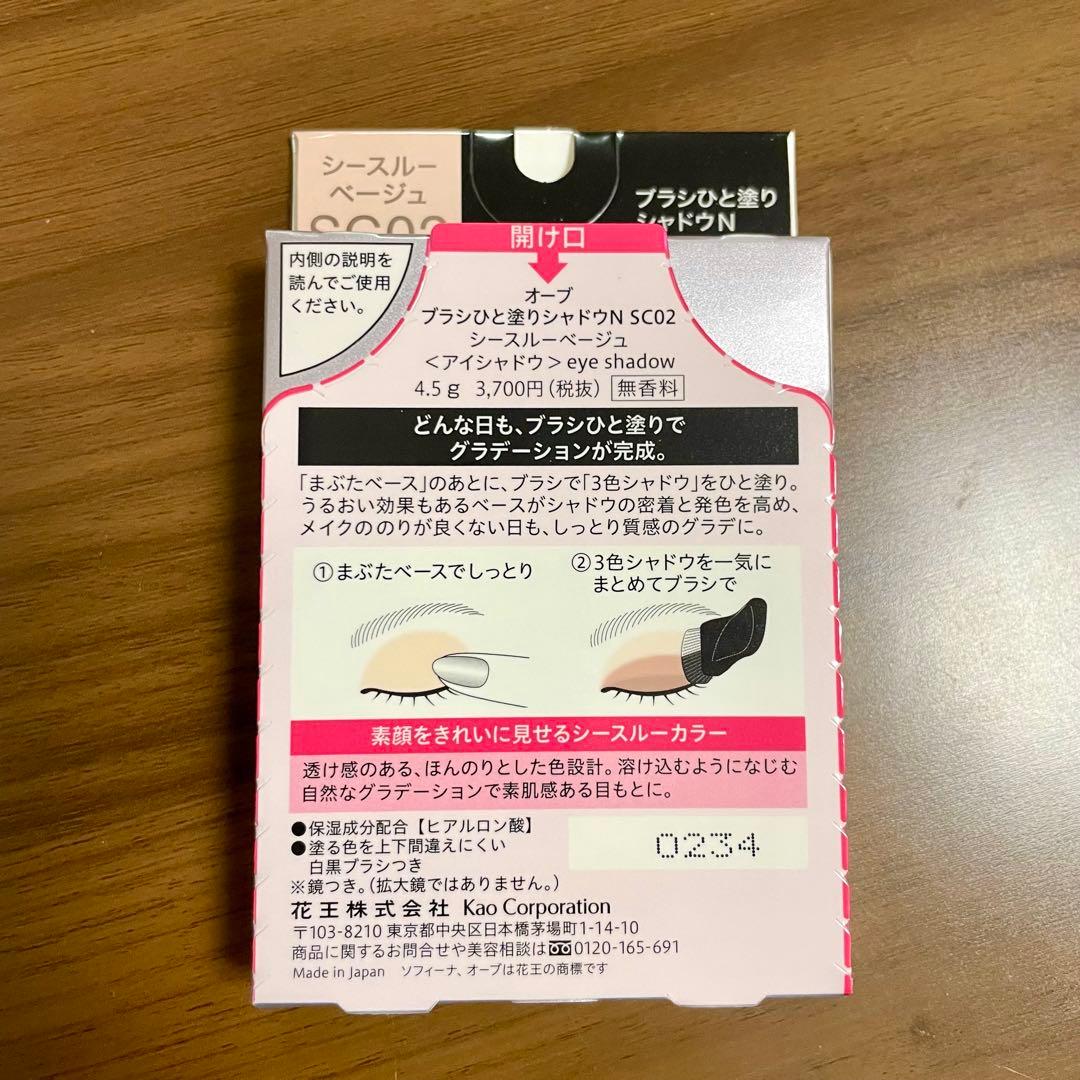 シースルー
ベージュ
SC02
ブラシひと塗り
シャドウN
開け口
内側の説明を
読んでご使用
ください。
オーブ
ブラシひと塗りシャドウN SC02
シースルーベージュ
＜アイシャドウ＞eye shadow
4.5g 3,700円（税抜） 無香料
どんな日も、ブラシひと塗りで
グラデーションが完成。
「まぶたベース」のあとに、ブラシで「3色シャドウ」をひと塗り。
うるおい効果もあるベースがシャドウの密着と発色を高め、
メイクののりが良くない日も、しっとり質感のグラデに。
①まぶたベースでしっとり
②3色シャドウを一気に
まとめてブラシで
素顔をきれいに見せるシースルーカラー
透け感のある、ほんのりとした色設計。溶け込むようになじむ
自然なグラデーションで素肌感ある目もとに。
●保湿成分配合【ヒアルロン酸】
●塗る色を上下間違えにくい
白黒ブラシつき
※鏡つき。（拡大鏡ではありません。）
0234
花王株式会社 Kao Corporation
〒103-8210 東京都中央区日本橋茅場町1-14-10
商品に関するお問合せや美容相談は 0120-165-691
Made in Japan ソフィーナ、オーブは花王の商標です